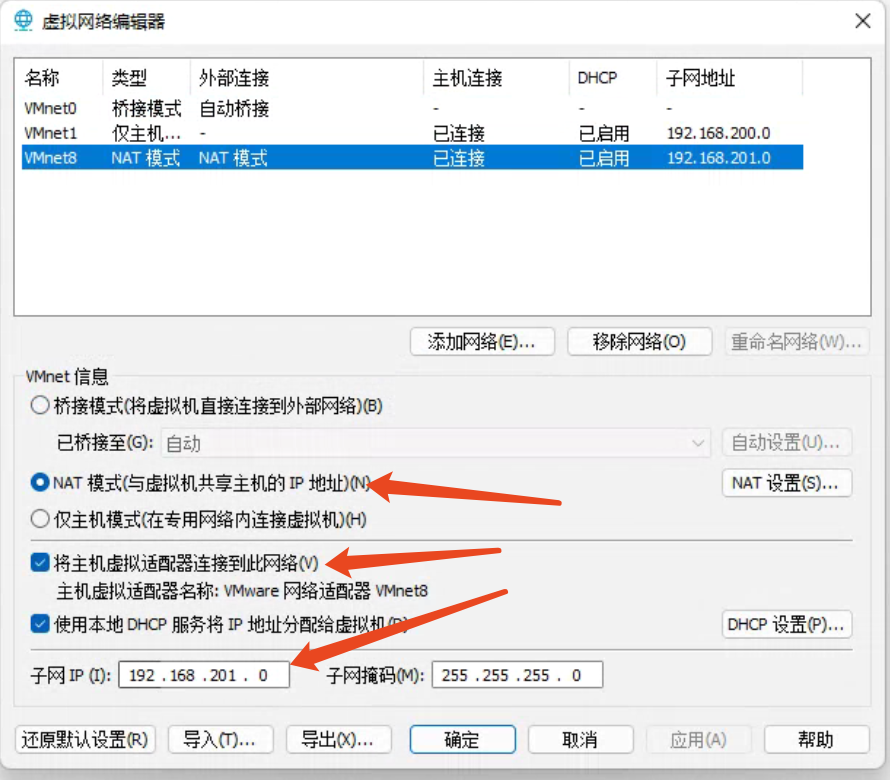 虚拟网络编辑器
名称 类型 外部连接 主机连接 DHCP 子网地址
VMnet0 桥接模式 自动桥接 - - -
VMnet1 仅主机... - 已连接 已启用 192.168.200.0
VMnet8 NAT 模式 NAT 模式 已连接 已启用 192.168.201.0
添加网络(E)... 移除网络(O) 重命名网络(W)...
VMnet 信息
桥接模式(将虚拟机直接连接到外部网络)(B)
已桥接至(G): 自动 自动设置(U)...
NAT 模式(与虚拟机共享主机的 IP 地址)(N) NAT 设置(S)...
仅主机模式(在专用网络内连接虚拟机)(H)
将主机虚拟适配器连接到此网络(V)
主机虚拟适配器名称: VMware 网络适配器 VMnet8
使用本地 DHCP 服务将 IP 地址分配给虚拟机(D) DHCP 设置(P)...
子网 IP (I): 192 .168 .201 . 0 子网掩码(M): 255 .255 .255 . 0
还原默认设置(R) 导入(T)... 导出(X)... 确定 取消 应用(A) 帮助